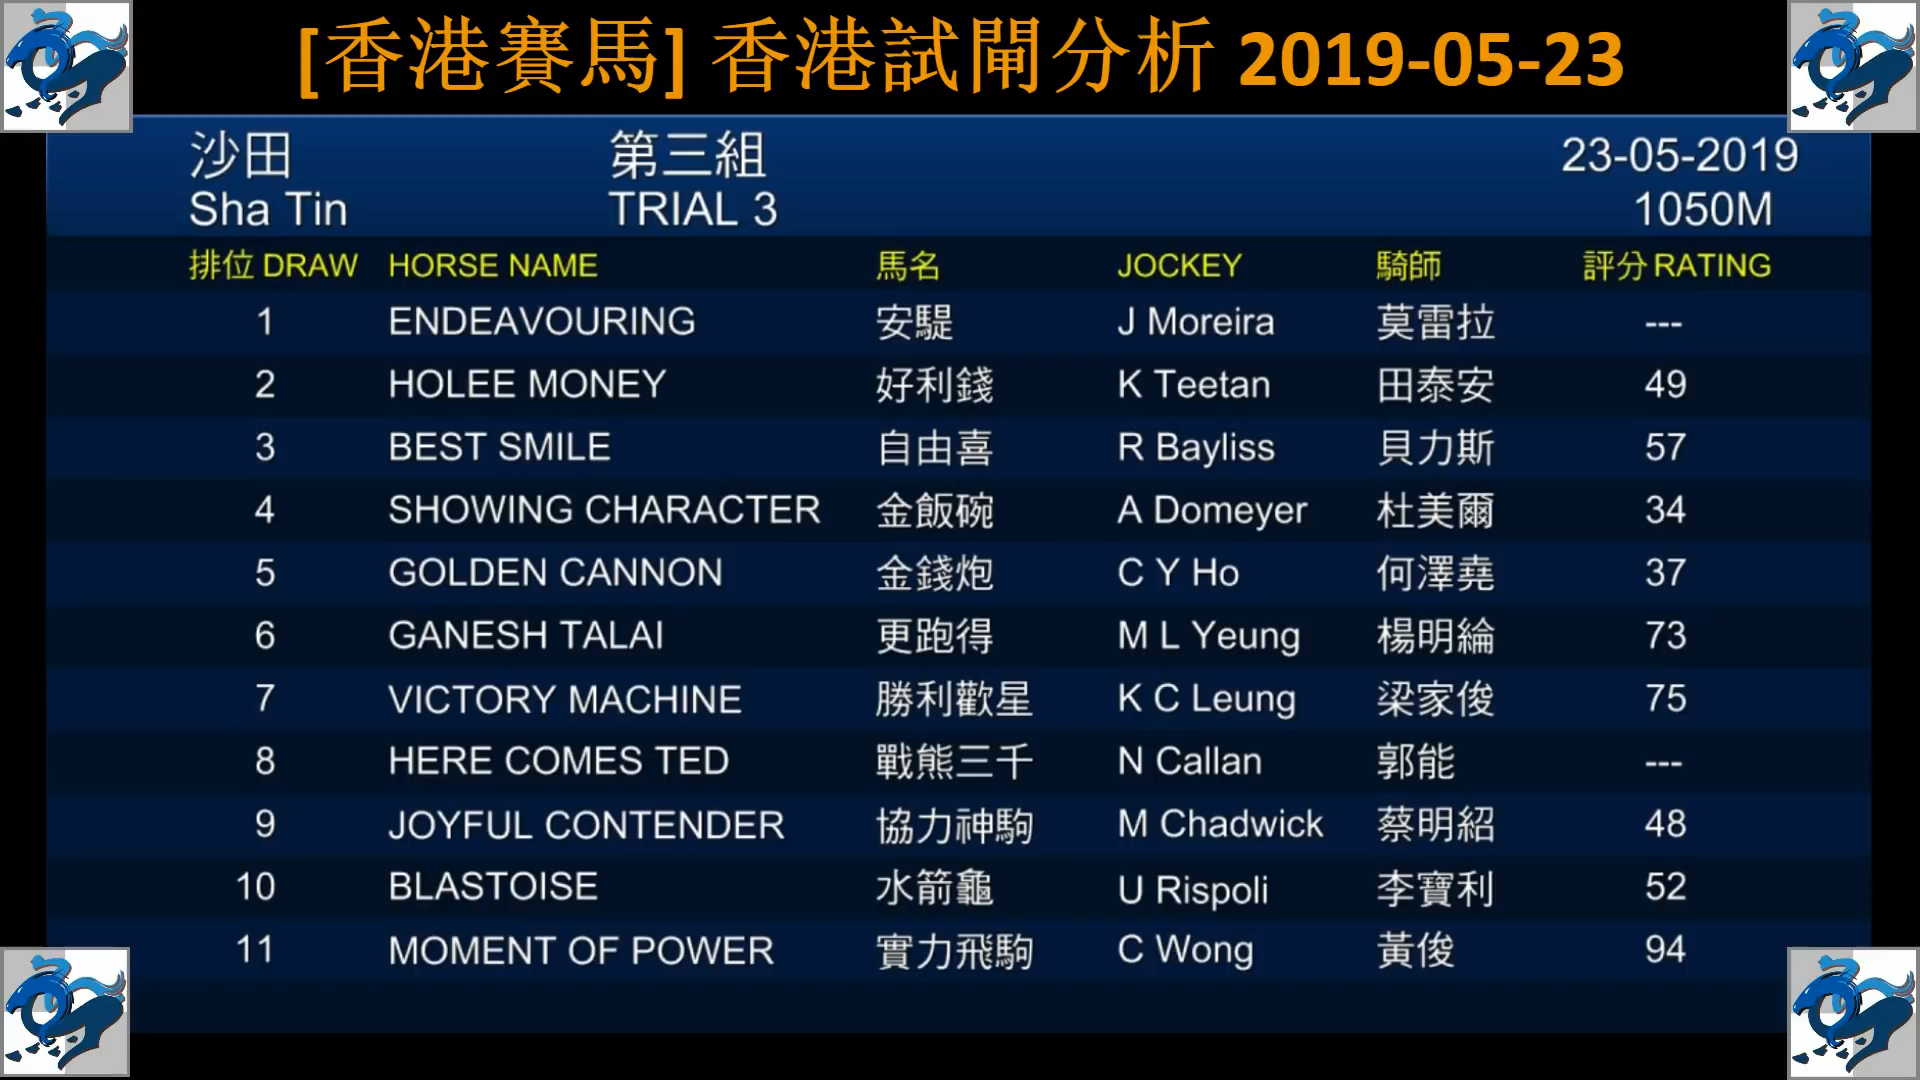 [香港賽馬] 香港試閘分析 2019-05-23
沙田 第三組 23-05-2019
Sha Tin TRIAL 3 1050M
排位 DRAW HORSE NAME 馬名 JOCKEY 騎師 評分 RATING
1 ENDEAVOURING 安騠 J Moreira 莫雷拉 ---
2 HOLEE MONEY 好利錢 K Teetan 田泰安 49
3 BEST SMILE 自由喜 R Bayliss 貝力斯 57
4 SHOWING CHARACTER 金飯碗 A Domeyer 杜美爾 34
5 GOLDEN CANNON 金錢炮 C Y Ho 何澤堯 37
6 GANESH TALAI 更跑得 M L Yeung 楊明綸 73
7 VICTORY MACHINE 勝利歡星 K C Leung 梁家俊 75
8 HERE COMES TED 戰熊三千 N Callan 郭能 ---
9 JOYFUL CONTENDER 協力神駒 M Chadwick 蔡明紹 48
10 BLASTOISE 水箭龜 U Rispoli 李寶利 52
11 MOMENT OF POWER 實力飛駒 C Wong 黃俊 94